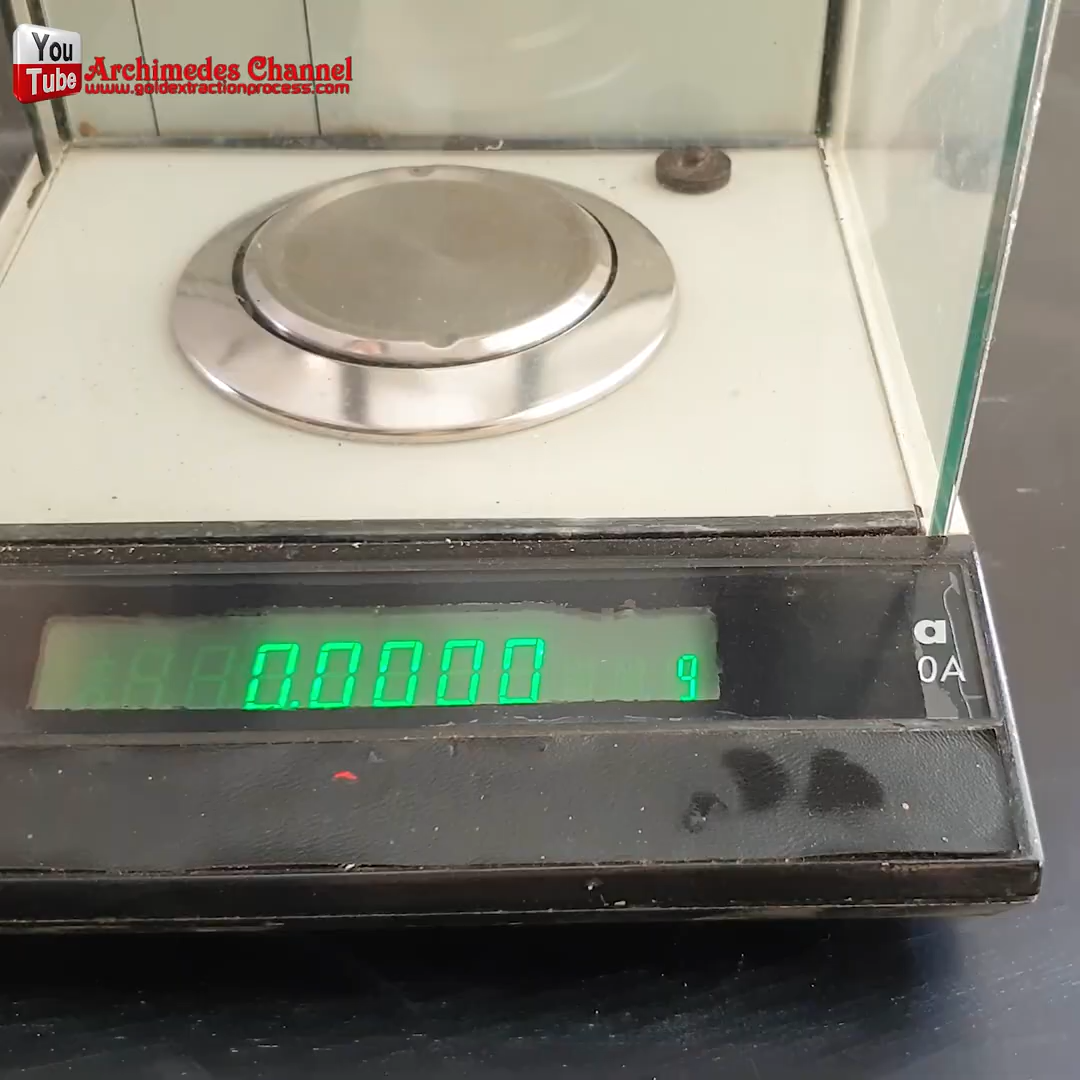 You
Tube
Archimedes Channel
www.goldextractionprocess.com
0.0000 g
a
0A